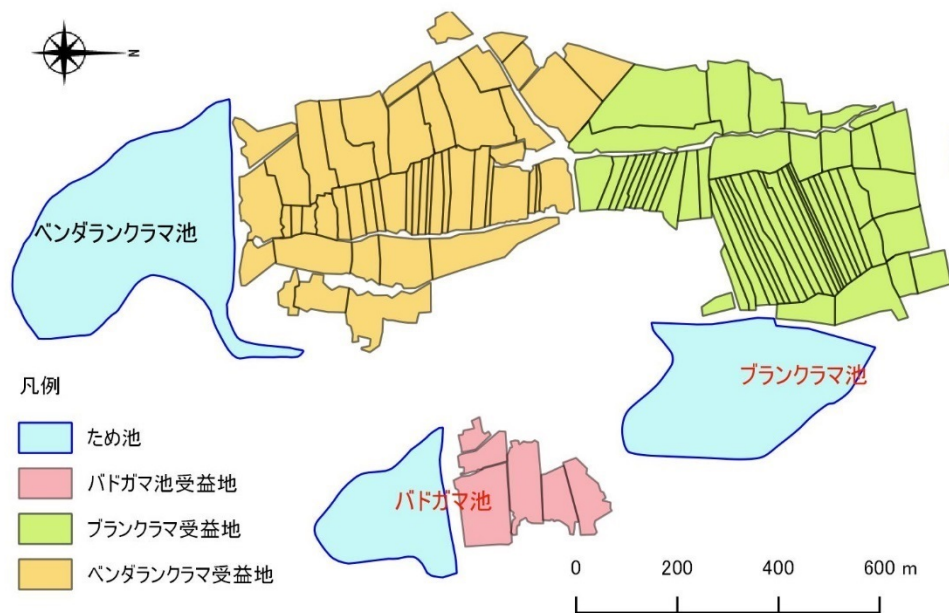 N
ベンダランクラマ池
ブランクラマ池
バドガマ池
凡例
ため池
バドガマ池受益地
ブランクラマ受益地
ベンダランクラマ受益地
0 200 400 600 m